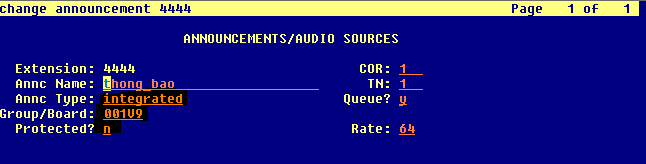 change announcement 4444 Page 1 of 1
ANNOUNCEMENTS/AUDIO SOURCES
Extension: 4444 COR: 1
Annc Name: thong_bao TN: 1
Annc Type: integrated Queue? y
Group/Board: 001V9
Protected? n Rate: 64